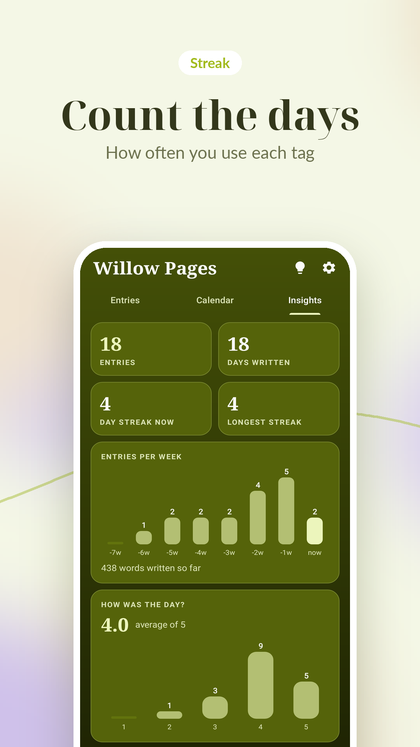 Streak
Count the days
How often you use each tag
Willow Pages
Entries Calendar Insights
18
ENTRIES
18
DAYS WRITTEN
4
DAY STREAK NOW
4
LONGEST STREAK
ENTRIES PER WEEK
1 2 2 2 4 5 2
-7w -6w -5w -4w -3w -2w -1w now
438 words written so far
HOW WAS THE DAY?
4.0 average of 5
1 3 9 5
1 2 3 4 5